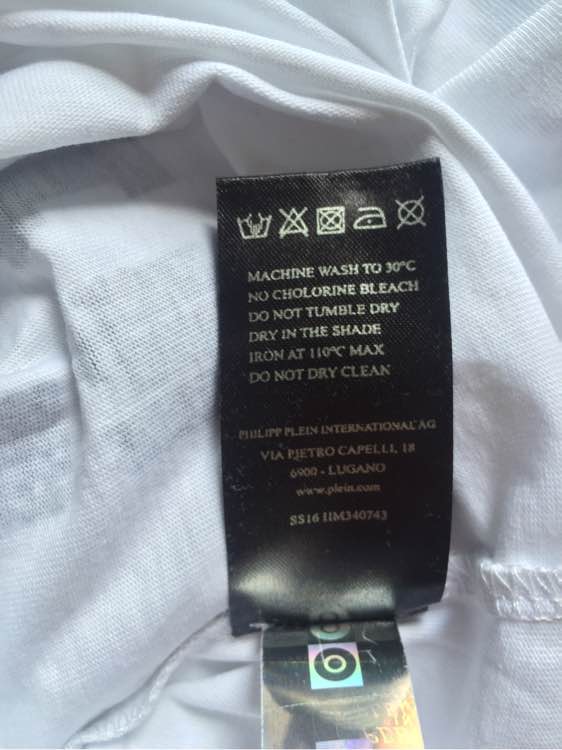 MACHINE WASH TO 30°C
NO CHOLORINE BLEACH
DO NOT TUMBLE DRY
DRY IN THE SHADE
IRON AT 110°C MAX
DO NOT DRY CLEAN
PHILIPP PLEIN INTERNATIONAL AG
VIA PIETRO CAPELLI, 18
6900 - LUGANO
www.plein.com
SS16 HM340743